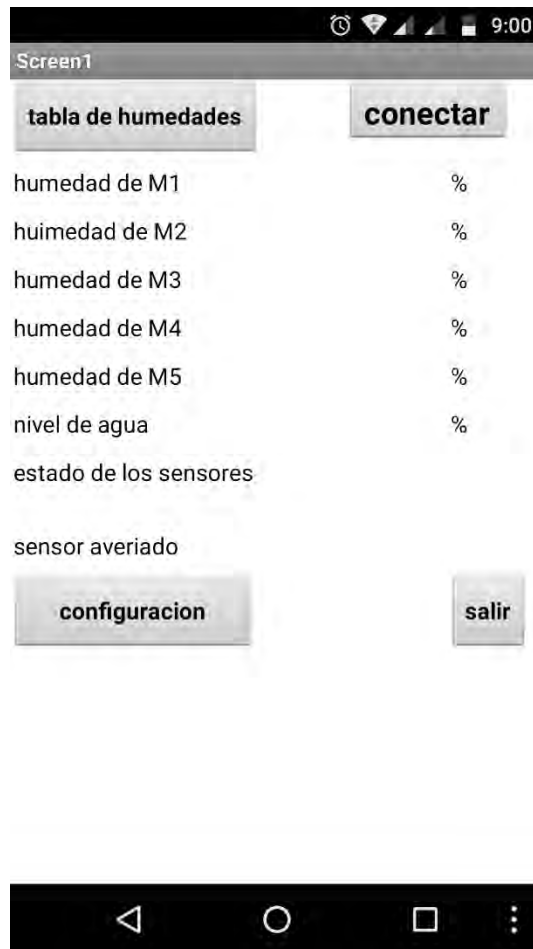 9:00
Screen1
tabla de humedades conectar
humedad de M1 %
huimedad de M2 %
humedad de M3 %
humedad de M4 %
humedad de M5 %
nivel de agua %
estado de los sensores
sensor averiado
configuracion salir